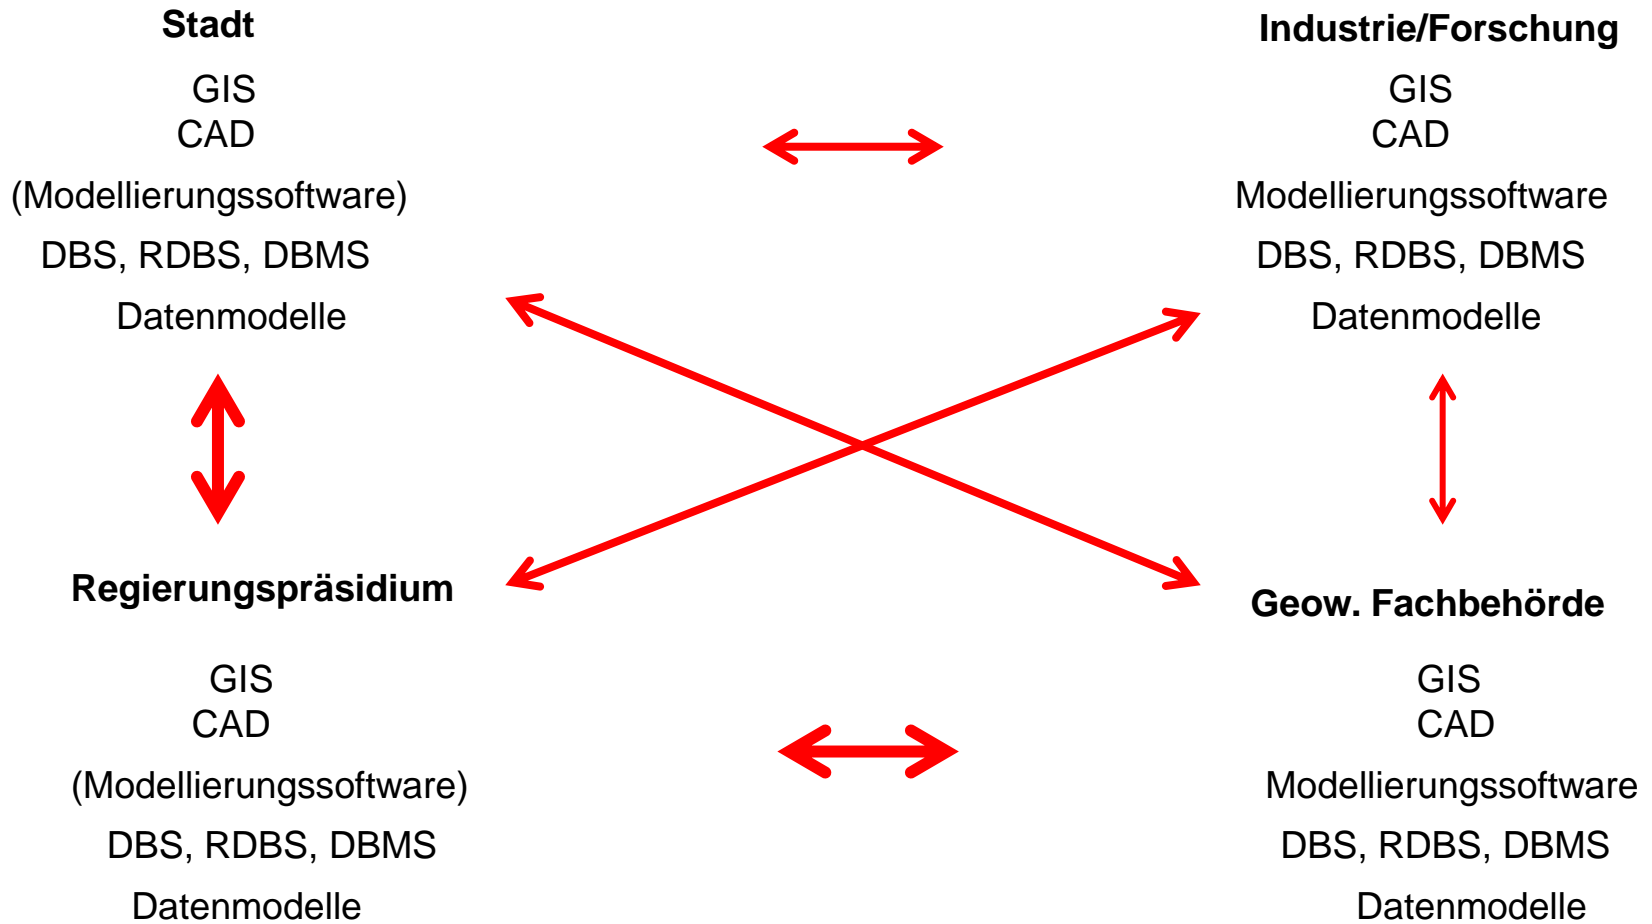 Stadt
GIS
CAD
(Modellierungssoftware)
DBS, RDBS, DBMS
Datenmodelle
Industrie/Forschung
GIS
CAD
Modellierungssoftware
DBS, RDBS, DBMS
Datenmodelle
Regierungspräsidium
GIS
CAD
(Modellierungssoftware)
DBS, RDBS, DBMS
Datenmodelle
Geow. Fachbehörde
GIS
CAD
Modellierungssoftware
DBS, RDBS, DBMS
Datenmodelle